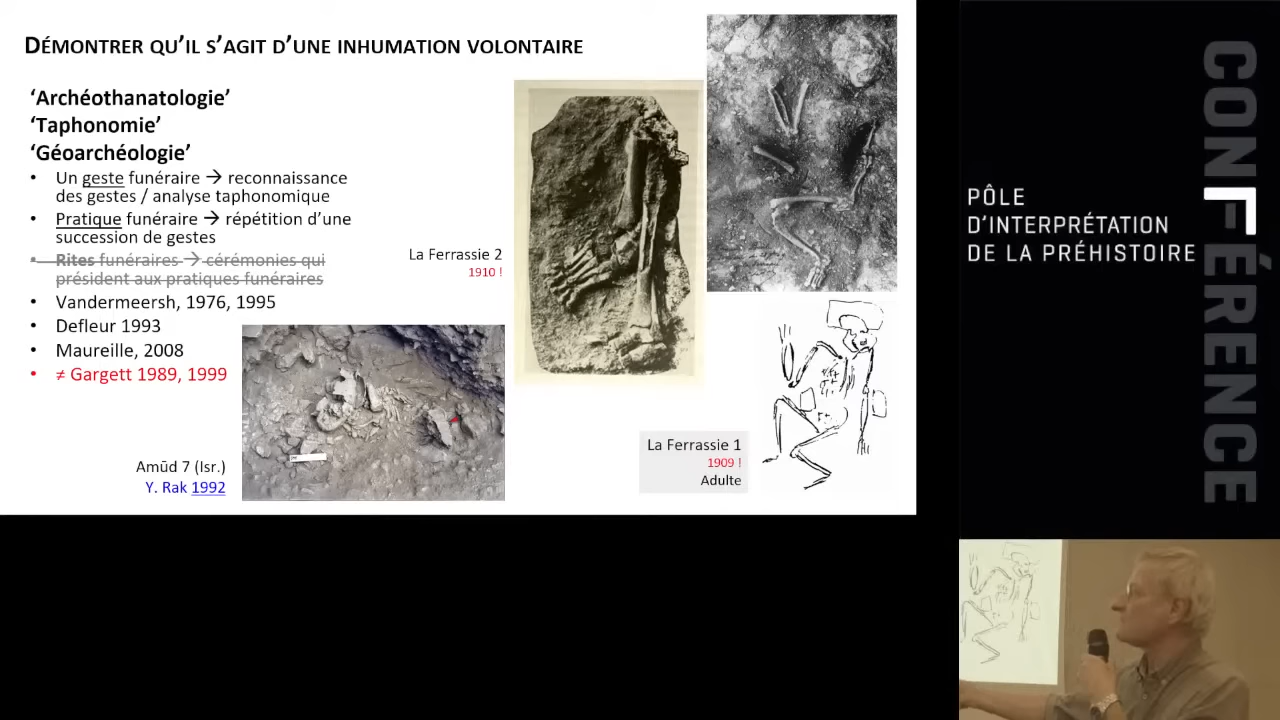 DÉMONTRER QU'IL S'AGIT D'UNE INHUMATION VOLONTAIRE
'Archéothanatologie'
'Taphonomie'
'Géoarchéologie'
• Un geste funéraire → reconnaissance
des gestes / analyse taphonomique
• Pratique funéraire → répétition d'une
succession de gestes
• Rites funéraires → cérémonies qui
président aux pratiques funéraires
• Vandermeersh, 1976, 1995
• Defleur 1993
• Maureille, 2008
• ≠ Gargett 1989, 1999
Amūd 7 (Isr.)
Y. Rak 1992
La Ferrassie 2
1910 !
La Ferrassie 1
1909 !
Adulte
PÔLE
D'INTERPRÉTATION
DE LA PRÉHISTOIRE
CONFÉRENCE